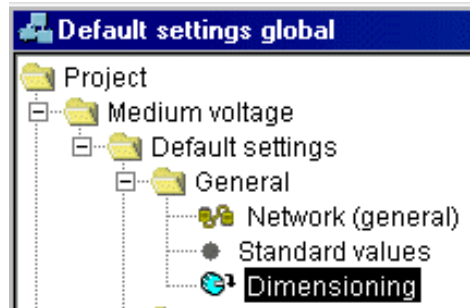 Default settings global
Project
Medium voltage
Default settings
General
Network (general)
Standard values
Dimensioning